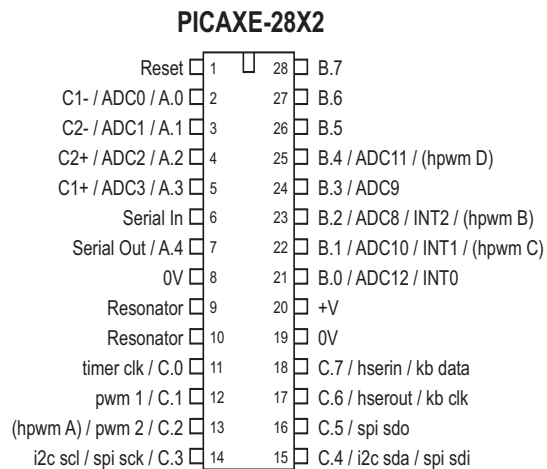 PICAXE-28X2
Reset 1 28 B.7
C1- / ADC0 / A.0 2 27 B.6
C2- / ADC1 / A.1 3 26 B.5
C2+ / ADC2 / A.2 4 25 B.4 / ADC11 / (hpwm D)
C1+ / ADC3 / A.3 5 24 B.3 / ADC9
Serial In 6 23 B.2 / ADC8 / INT2 / (hpwm B)
Serial Out / A.4 7 22 B.1 / ADC10 / INT1 / (hpwm C)
0V 8 21 B.0 / ADC12 / INT0
Resonator 9 20 +V
Resonator 10 19 0V
timer clk / C.0 11 18 C.7 / hserin / kb data
pwm 1 / C.1 12 17 C.6 / hserout / kb clk
(hpwm A) / pwm 2 / C.2 13 16 C.5 / spi sdo
i2c scl / spi sck / C.3 14 15 C.4 / i2c sda / spi sdi